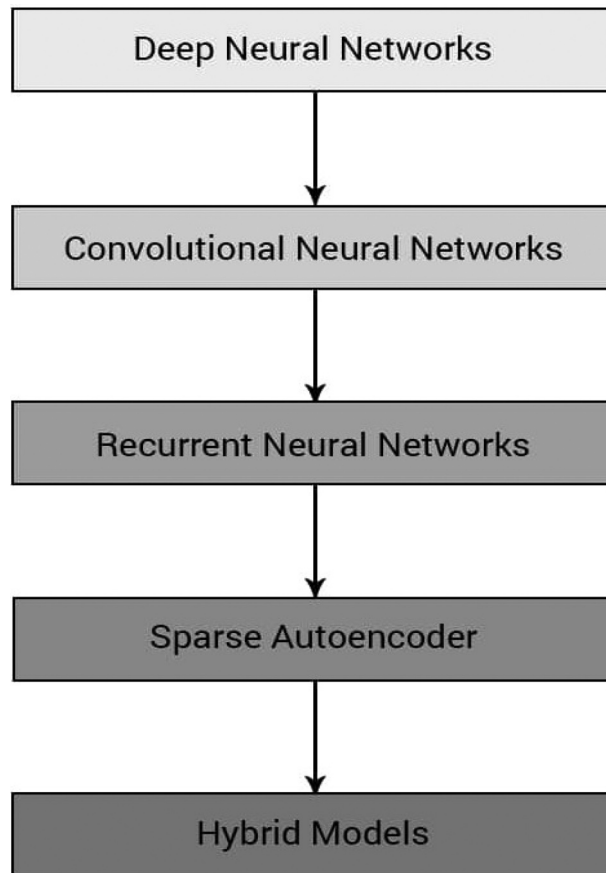 Deep Neural Networks
Convolutional Neural Networks
Recurrent Neural Networks
Sparse Autoencoder
Hybrid Models